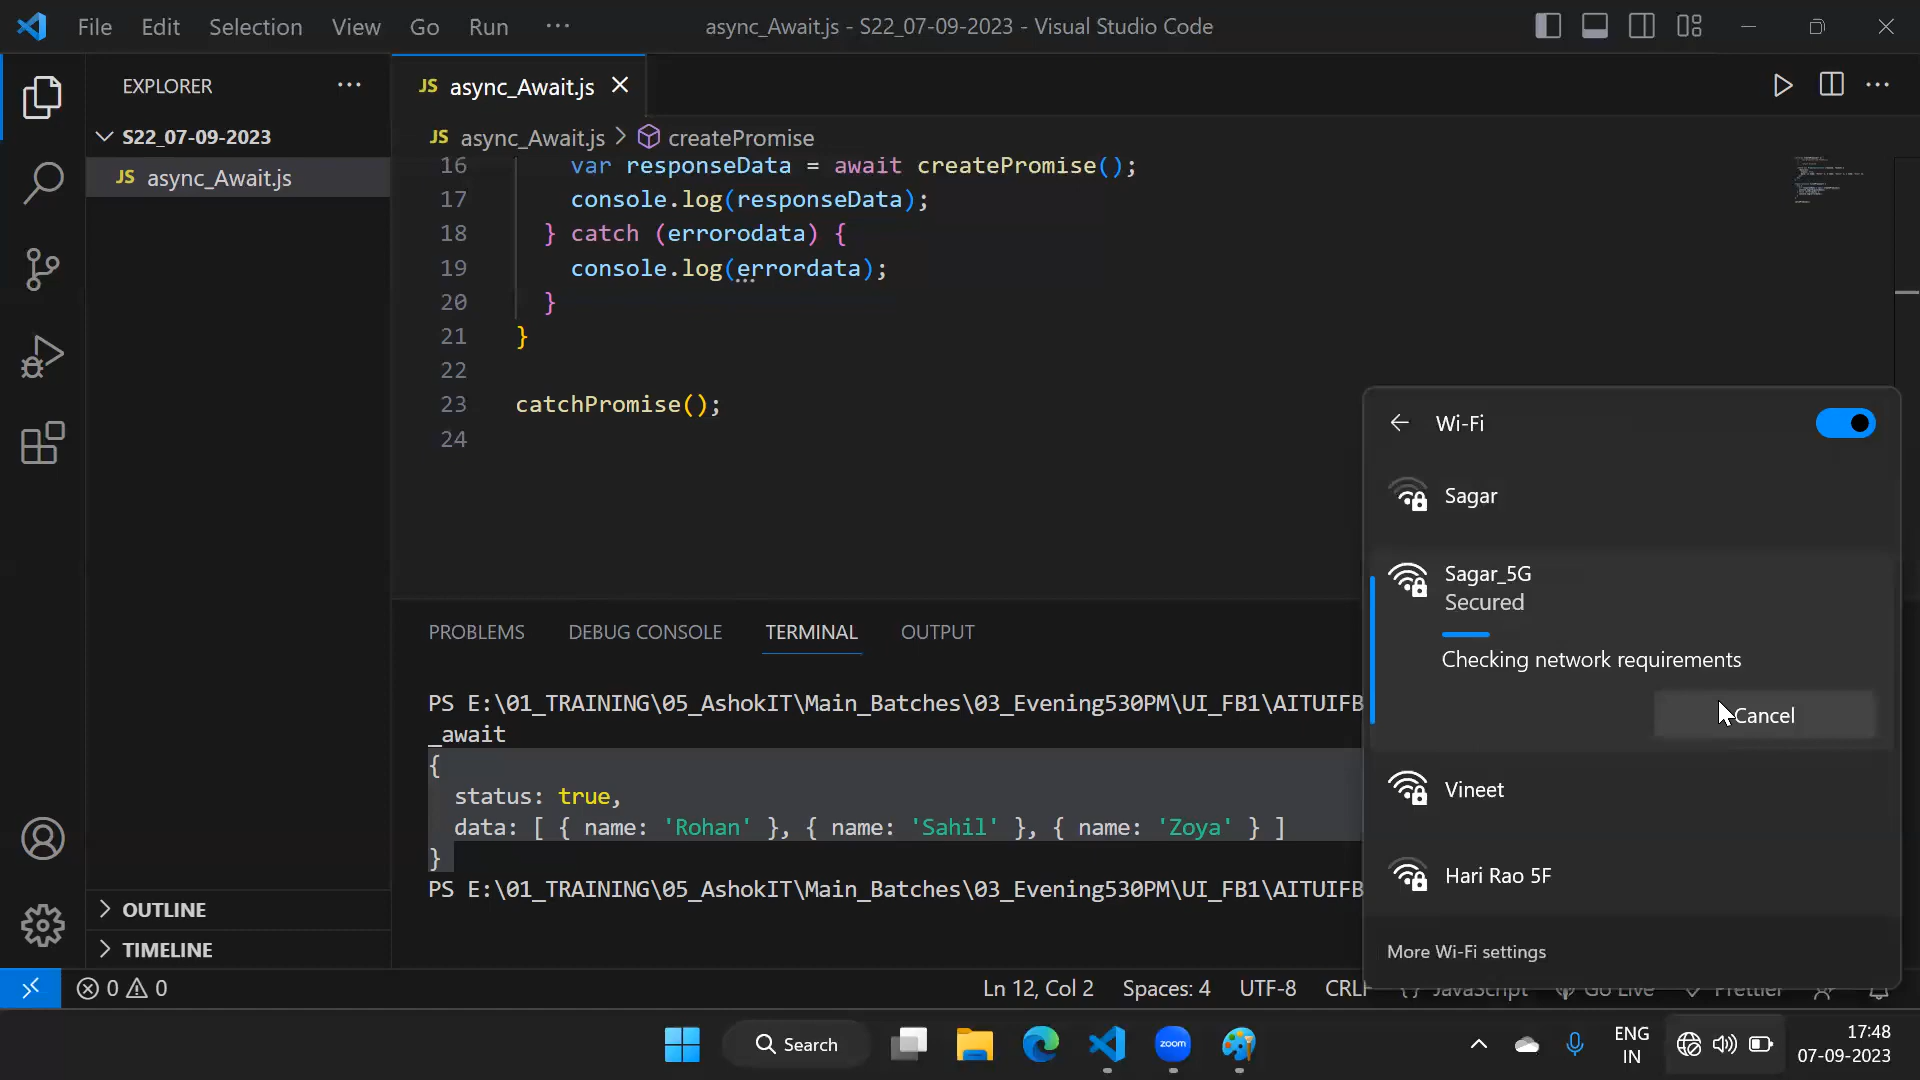 File Edit Selection View Go Run ···
async_Await.js - S22_07-09-2023 - Visual Studio Code
EXPLORER ···
S22_07-09-2023
JS async_Await.js
JS async_Await.js
JS async_Await.js > createPromise
16 var responseData = await createPromise();
17 console.log(responseData);
18 } catch (errorodata) {
19 console.log(errordata);
20 }
21 }
22
23 catchPromise();
24
PROBLEMS DEBUG CONSOLE TERMINAL OUTPUT
PS E:\01_TRAINING\05_AshokIT\Main_Batches\03_Evening530PM\UI_FB1\AITUIFB
_await
{
status: true,
data: [ { name: 'Rohan' }, { name: 'Sahil' }, { name: 'Zoya' } ]
}
PS E:\01_TRAINING\05_AshokIT\Main_Batches\03_Evening530PM\UI_FB1\AITUIFB
Wi-Fi
Sagar
Sagar_5G
Secured
Checking network requirements
Cancel
Vineet
Hari Rao 5F
More Wi-Fi settings
OUTLINE
TIMELINE
0 0
Ln 12, Col 2 Spaces: 4 UTF-8 CRLF {} JavaScript Go Live Prettier
Search
zoom
ENG
IN
17:48
07-09-2023